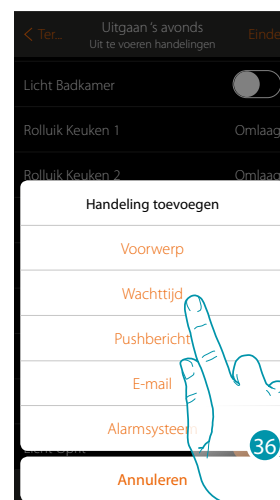 < Ter... Uitgaan 's avonds Einde
Uit te voeren handelingen
Licht Badkamer
Rolluik Keuken 1 Omlaag
Rolluik Keuken 2 Omlaag
Handeling toevoegen
Voorwerp
Wachttijd
Pushbericht
E-mail
Alarmsysteem
36
Annuleren